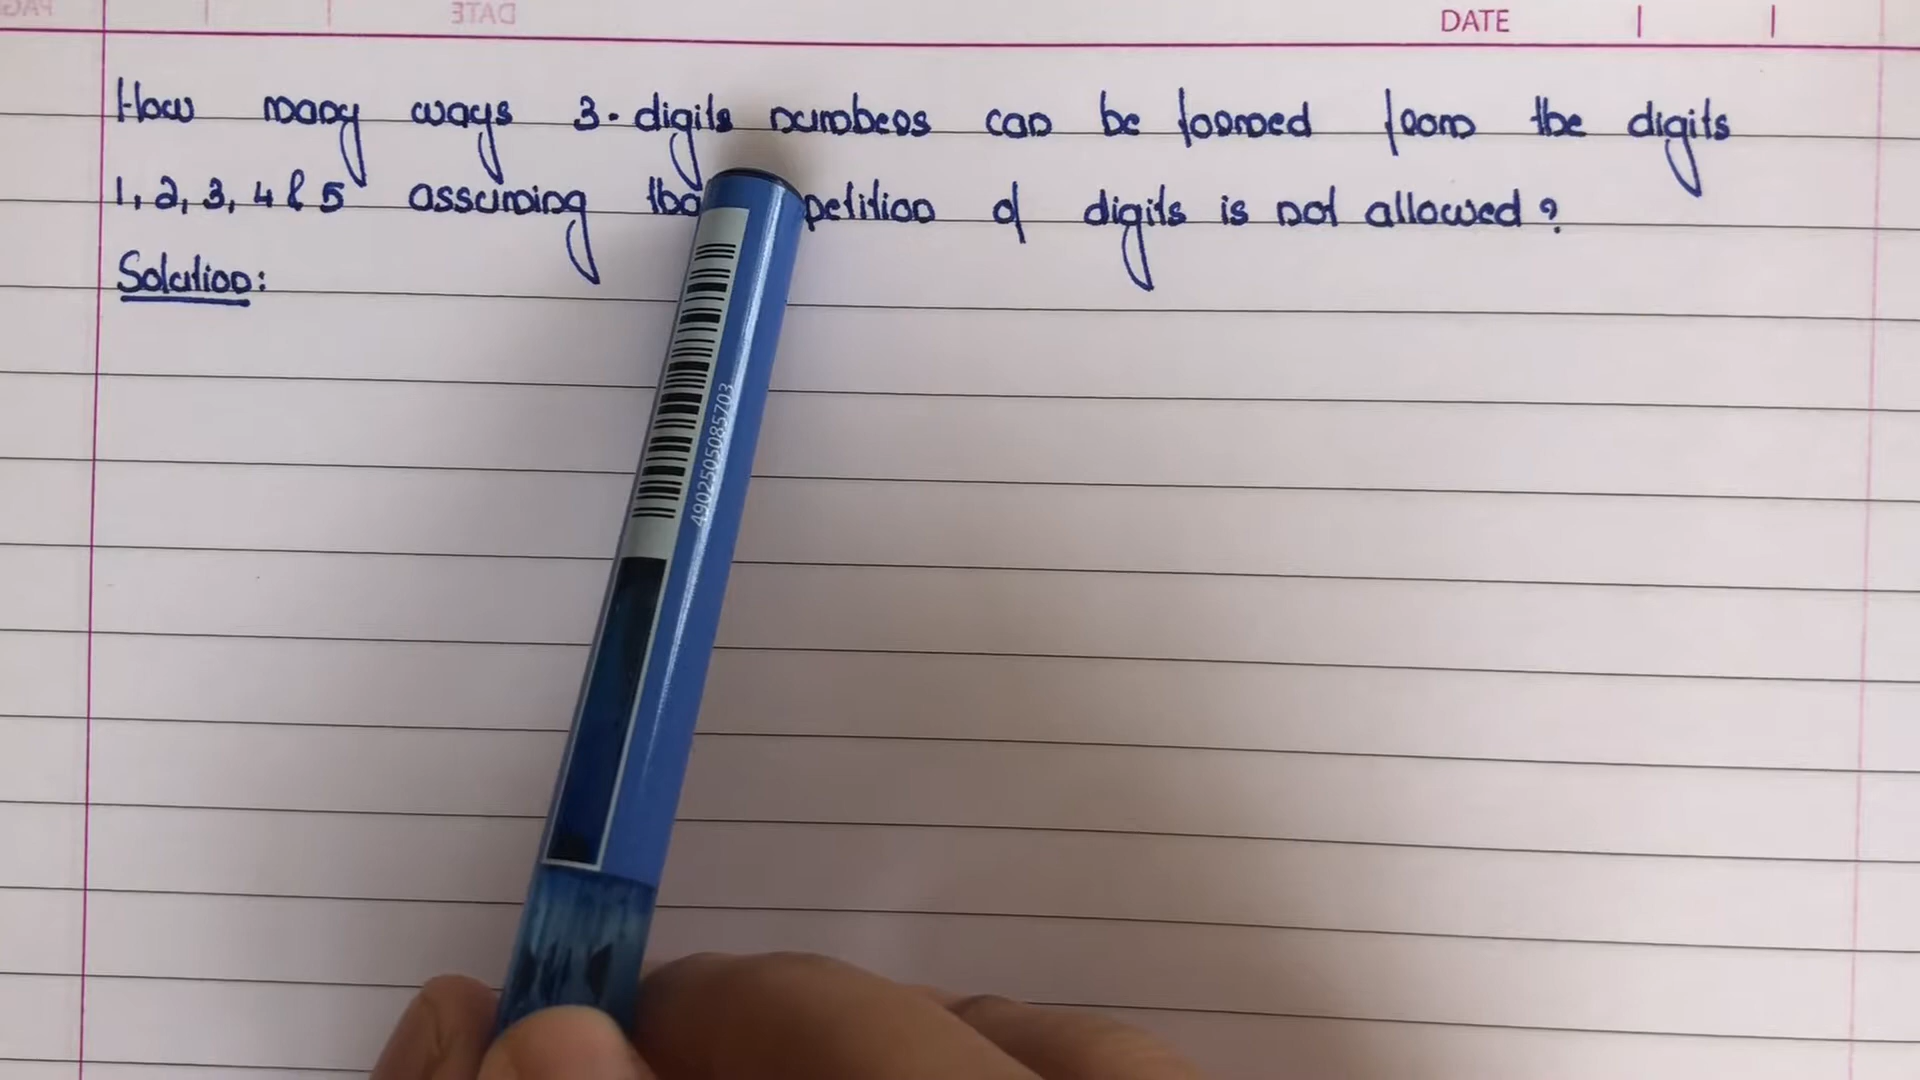 DATE
How many ways 3-digits numbers can be formed from the digits
1, 2, 3, 4 & 5 assuming petition of digits is not allowed?
Solution:
4902505085703